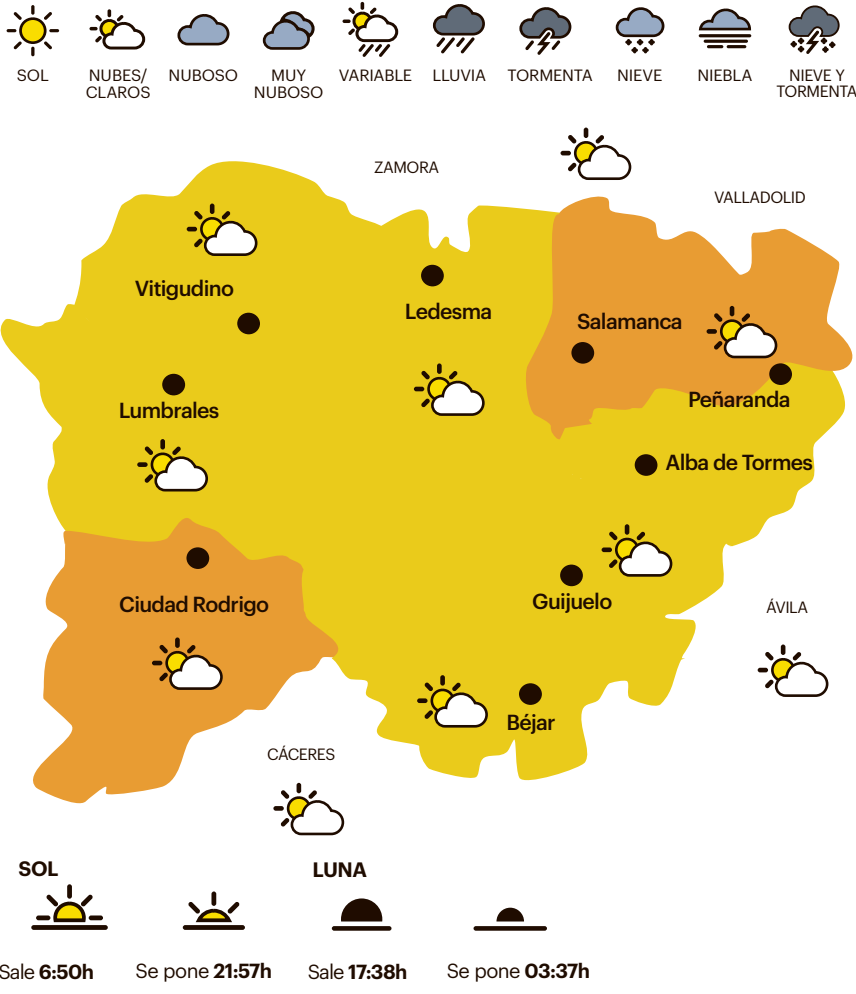 SOL
NUBES/
CLAROS
NUBOSO
MUY
NUBOSO
VARIABLE
LLUVIA
TORMENTA
NIEVE
NIEBLA
NIEVE Y
TORMENTA
ZAMORA
VALLADOLID
Vitigudino
Ledesma
Salamanca
Lumbrales
Peñaranda
Alba de Tormes
Ciudad Rodrigo
Guijuelo
ÁVILA
Béjar
CÁCERES
SOL
LUNA
Sale 6:50h
Se pone 21:57h
Sale 17:38h
Se pone 03:37h